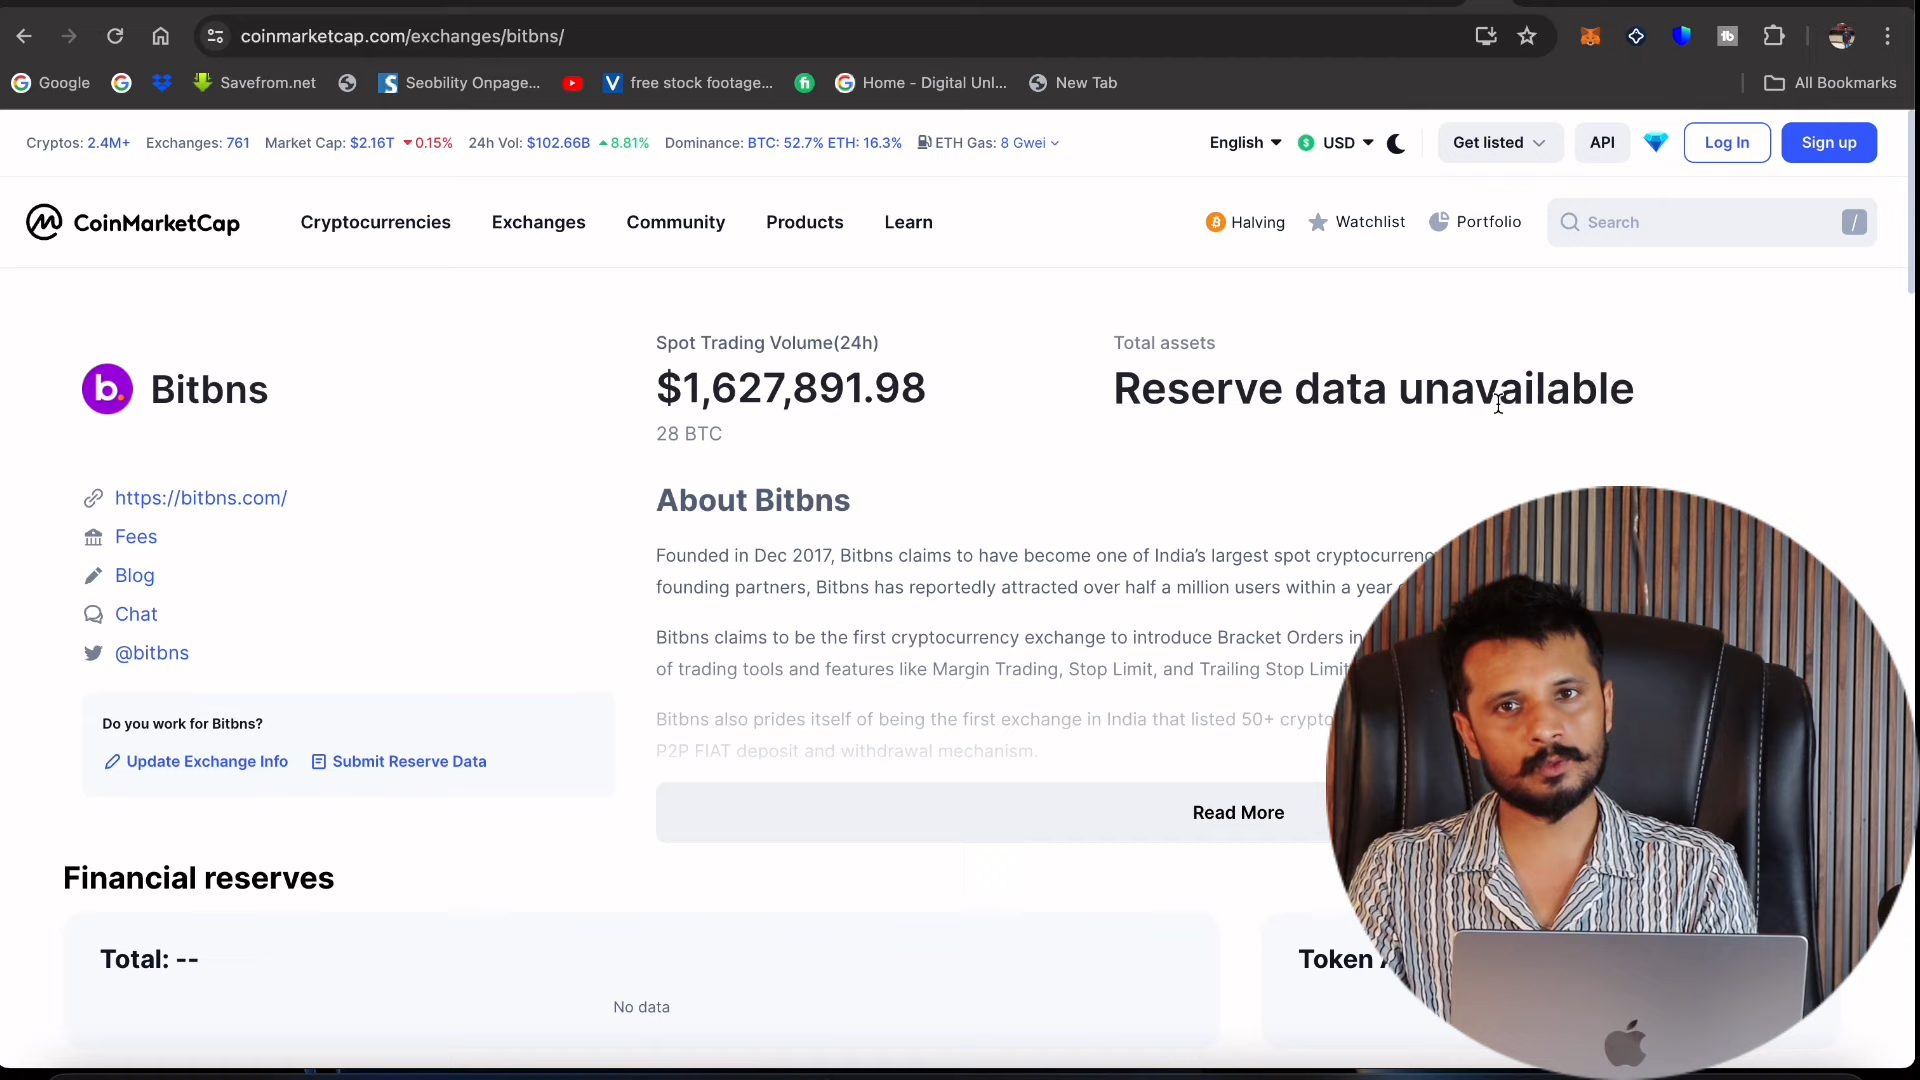 coinmarketcap.com/exchanges/bitbns/
Google
Savefrom.net
Seobility Onpage...
free stock footage...
Home - Digital Unl...
New Tab
All Bookmarks
Cryptos: 2.4M+ Exchanges: 761 Market Cap: $2.16T 0.15% 24h Vol: $102.66B 8.81% Dominance: BTC: 52.7% ETH: 16.3% ETH Gas: 8 Gwei
English USD Get listed API Log In Sign up
CoinMarketCap
Cryptocurrencies Exchanges Community Products Learn
Halving Watchlist Portfolio Search /
b. Bitbns
https://bitbns.com/
Fees
Blog
Chat
@bitbns
Do you work for Bitbns?
Update Exchange Info Submit Reserve Data
Spot Trading Volume(24h)
$1,627,891.98
28 BTC
Total assets
Reserve data unavailable
About Bitbns
Founded in Dec 2017, Bitbns claims to have become one of India's largest spot
founding partners, Bitbns has reportedly attracted over half a million users within a year
Bitbns claims to be the first cryptocurrency exchange to introduce Bracket Orders in
of trading tools and features like Margin Trading, Stop Limit, and Trailing Stop Limit
Bitbns also prides itself of being the first exchange in India that listed 50+
P2P FIAT deposit and withdrawal mechanism.
Read More
Financial reserves
Total: --
No data
Token